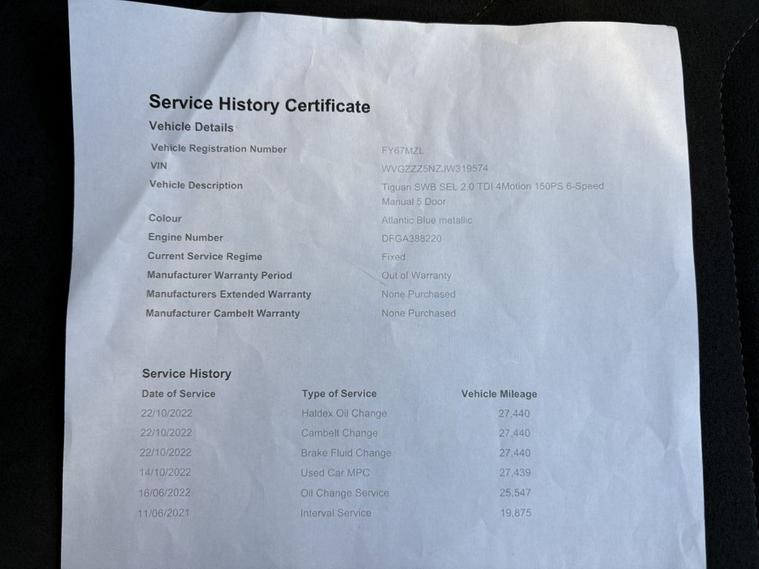 Service History Certificate
Vehicle Details
Vehicle Registration Number FY67MZL
VIN WVGZZZ5NZJW319574
Vehicle Description Tiguan SWB SEL 2.0 TDI 4Motion 150PS 6-Speed
Manual 5 Door
Colour Atlantic Blue metallic
Engine Number DFGA388220
Current Service Regime Fixed
Manufacturer Warranty Period Out of Warranty
Manufacturers Extended Warranty None Purchased
Manufacturer Cambelt Warranty None Purchased
Service History
Date of Service Type of Service Vehicle Mileage
22/10/2022 Haldex Oil Change 27,440
22/10/2022 Cambelt Change 27,440
22/10/2022 Brake Fluid Change 27,440
14/10/2022 Used Car MPC 27,439
16/06/2022 Oil Change Service 25,547
11/06/2021 Interval Service 19,875